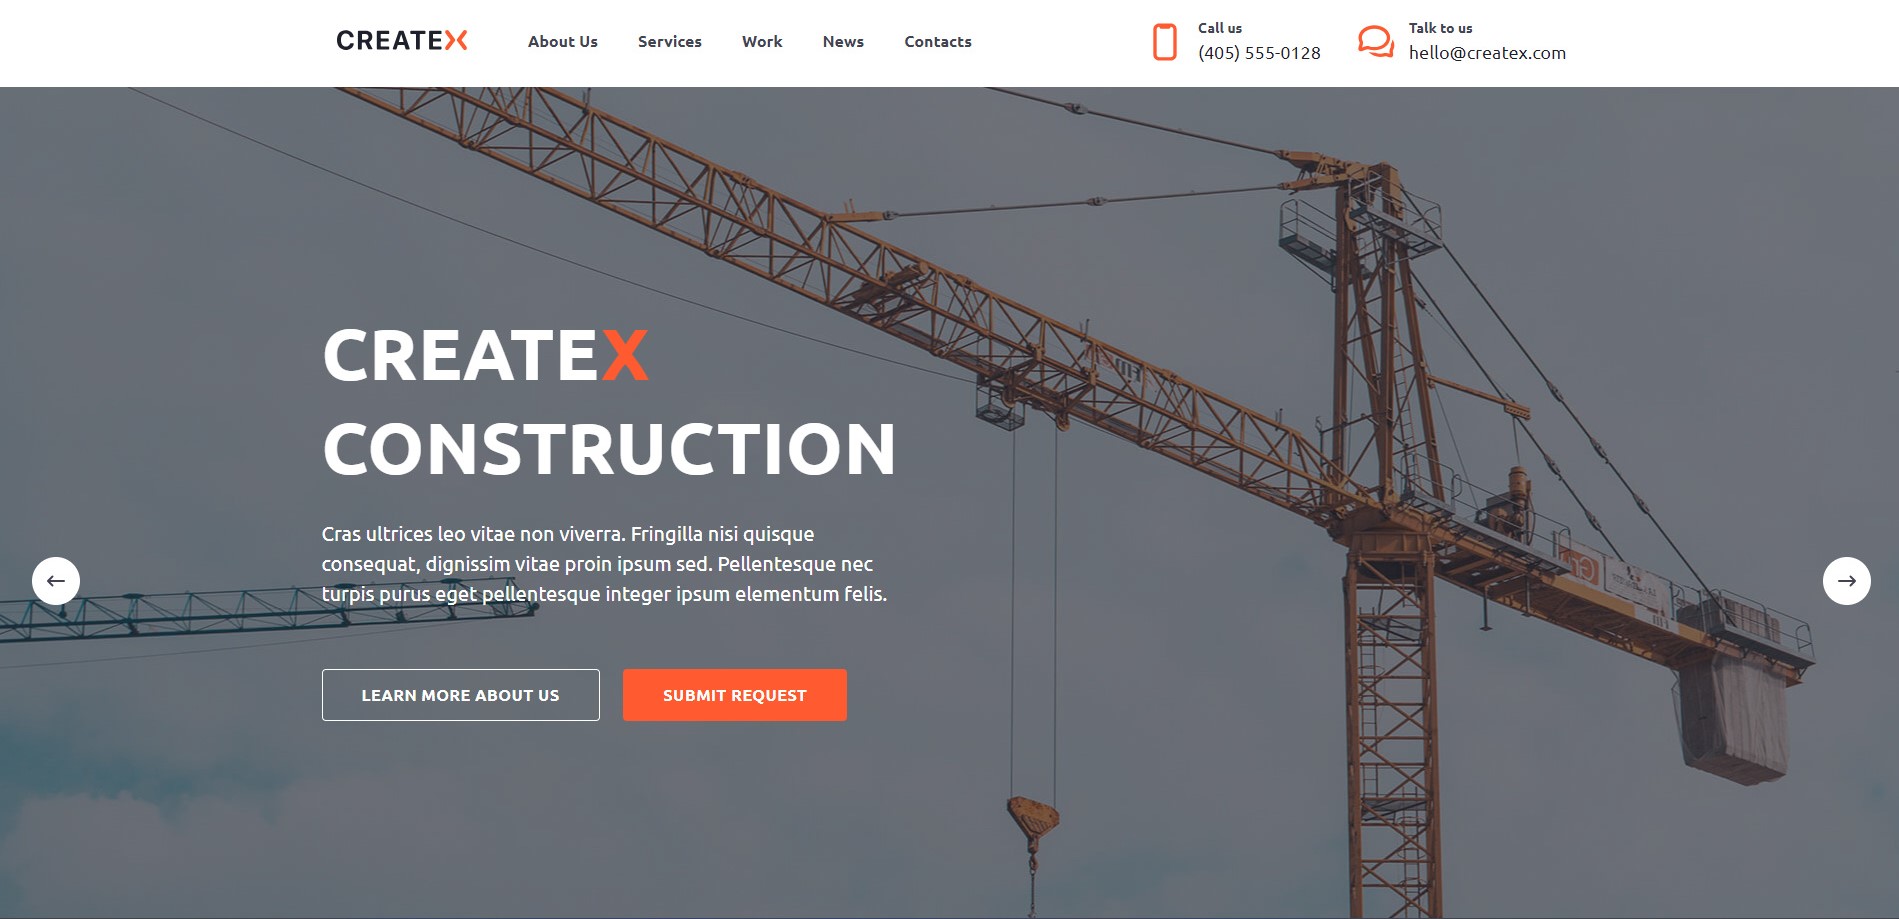 CREATEX
About Us
Services
Work
News
Contacts
Call us
(405) 555-0128
Talk to us
hello@createx.com
CREATEX
CONSTRUCTION
Cras ultrices leo vitae non viverra. Fringilla nisi quisque
consequat, dignissim vitae proin ipsum sed. Pellentesque nec
turpis purus eget pellentesque integer ipsum elementum felis.
LEARN MORE ABOUT US
SUBMIT REQUEST